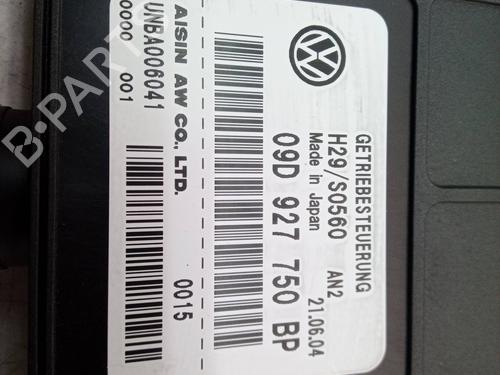 GETRIEBESTEUERUNG
H29/S0560 AN2
Made in Japan 21.06.04
09D 927 750 BP
AISIN AW CO., LTD. 0015
UNBA006041
0000 001
B-PARTS